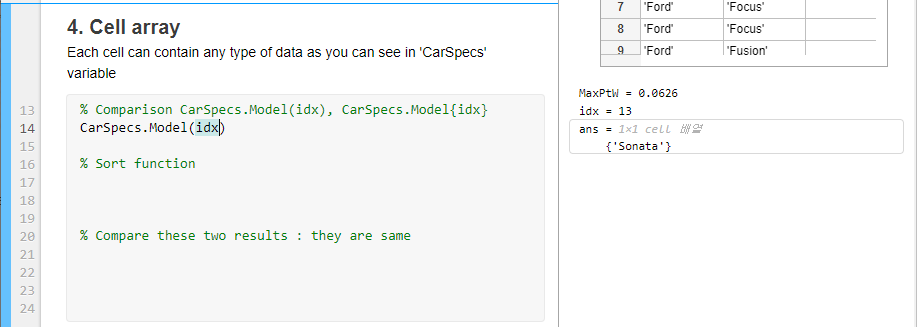 4. Cell array
Each cell can contain any type of data as you can see in 'CarSpecs'
variable
13 % Comparison CarSpecs.Model(idx), CarSpecs.Model{idx}
14 CarSpecs.Model(idx)
15
16 % Sort function
17
18
19
20 % Compare these two results : they are same
21
22
23
24
7 'Ford' 'Focus'
8 'Ford' 'Focus'
9 'Ford' 'Fusion'
MaxPtW = 0.0626
idx = 13
ans = 1×1 cell 배열
{'Sonata'}